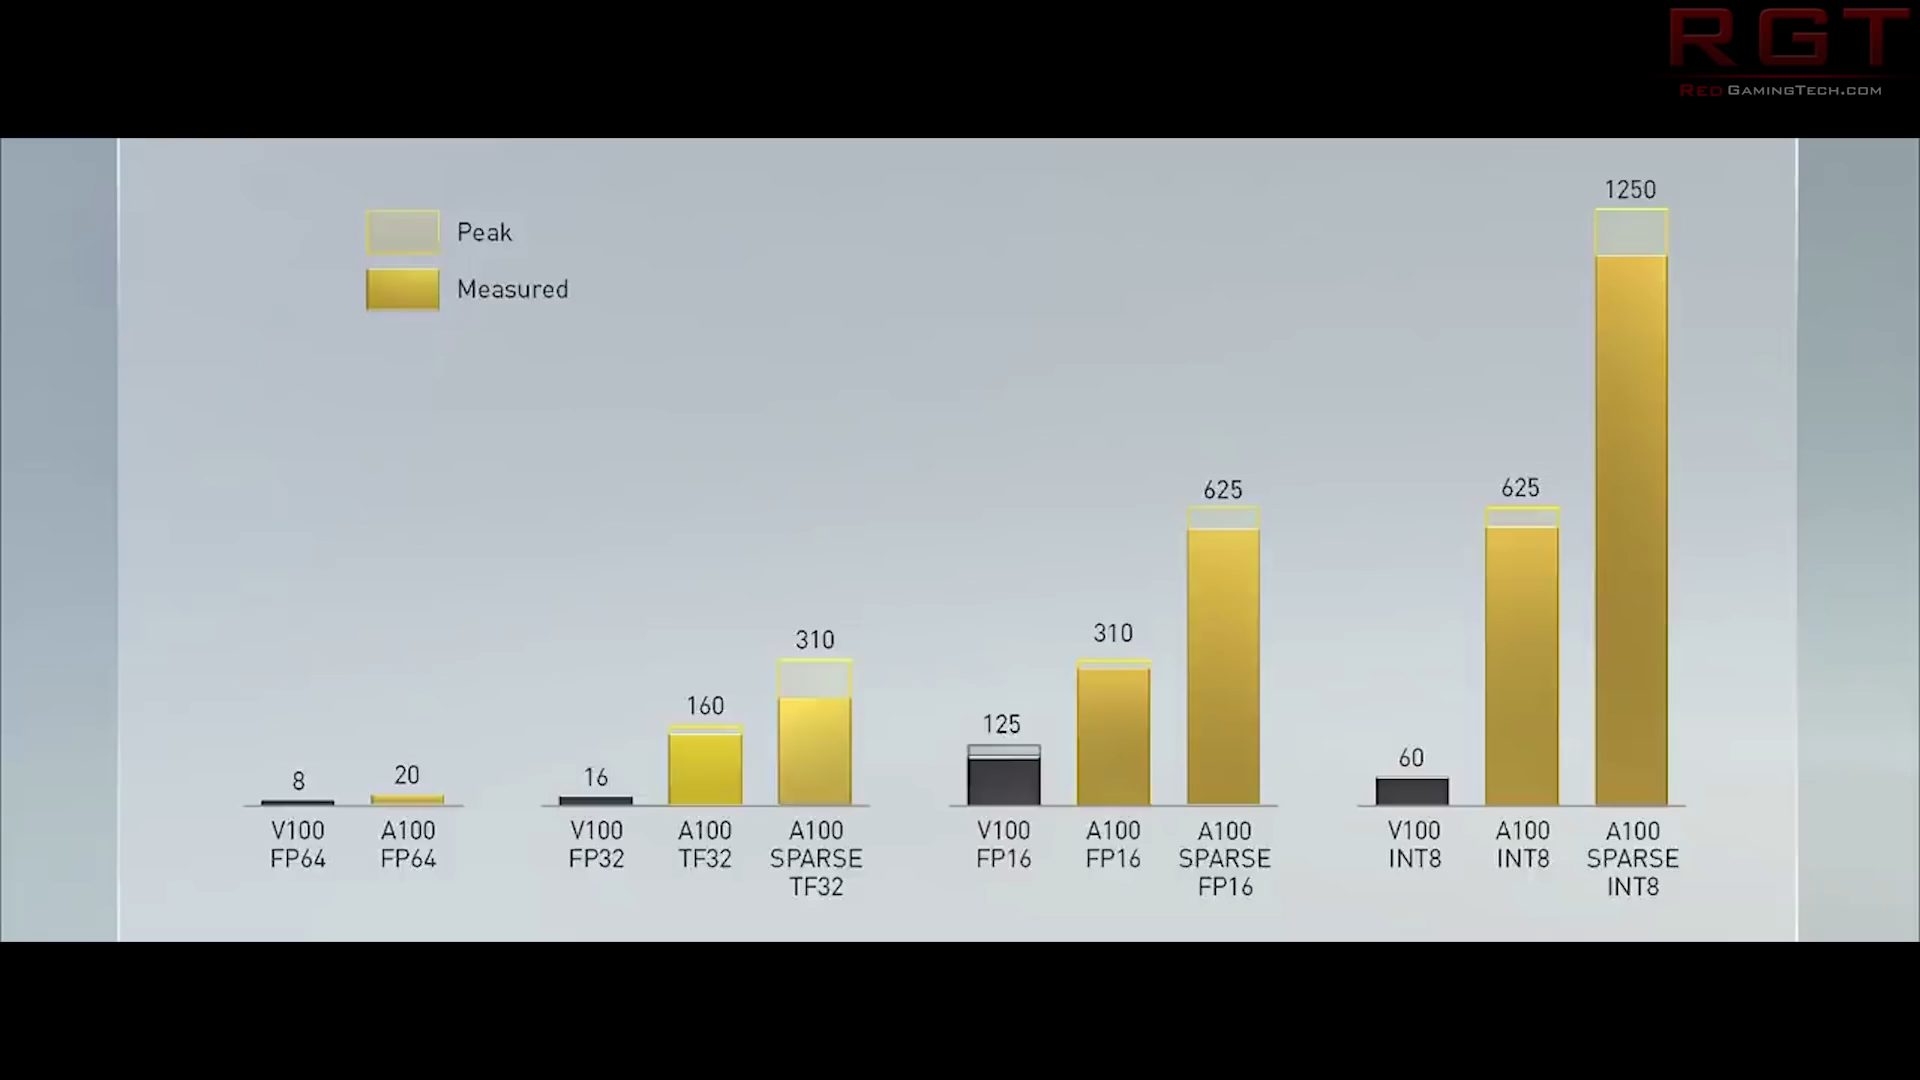 RGT
RED GAMINGTECH.COM
Peak
Measured
8
20
16
160
310
125
310
625
60
625
1250
V100
FP64
A100
FP64
V100
FP32
A100
TF32
A100
SPARSE
TF32
V100
FP16
A100
FP16
A100
SPARSE
FP16
V100
INT8
A100
INT8
A100
SPARSE
INT8